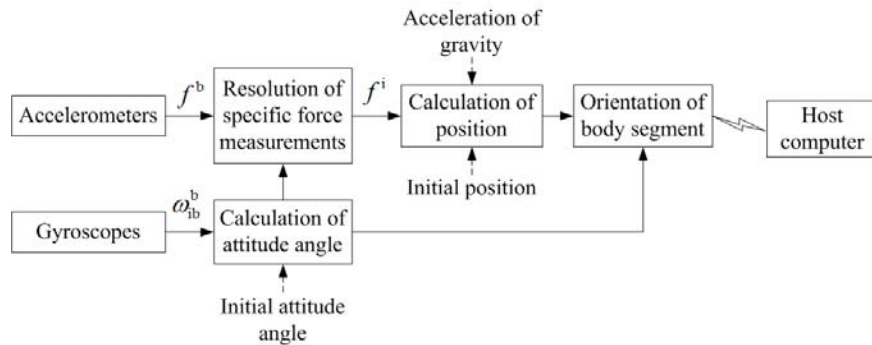 Acceleration of
gravity
Accelerometers
f^b
Resolution of
specific force
measurements
f^i
Calculation of
position
Orientation of
body segment
Host
computer
Initial position
Gyroscopes
ω_ib^b
Calculation of
attitude angle
Initial attitude
angle